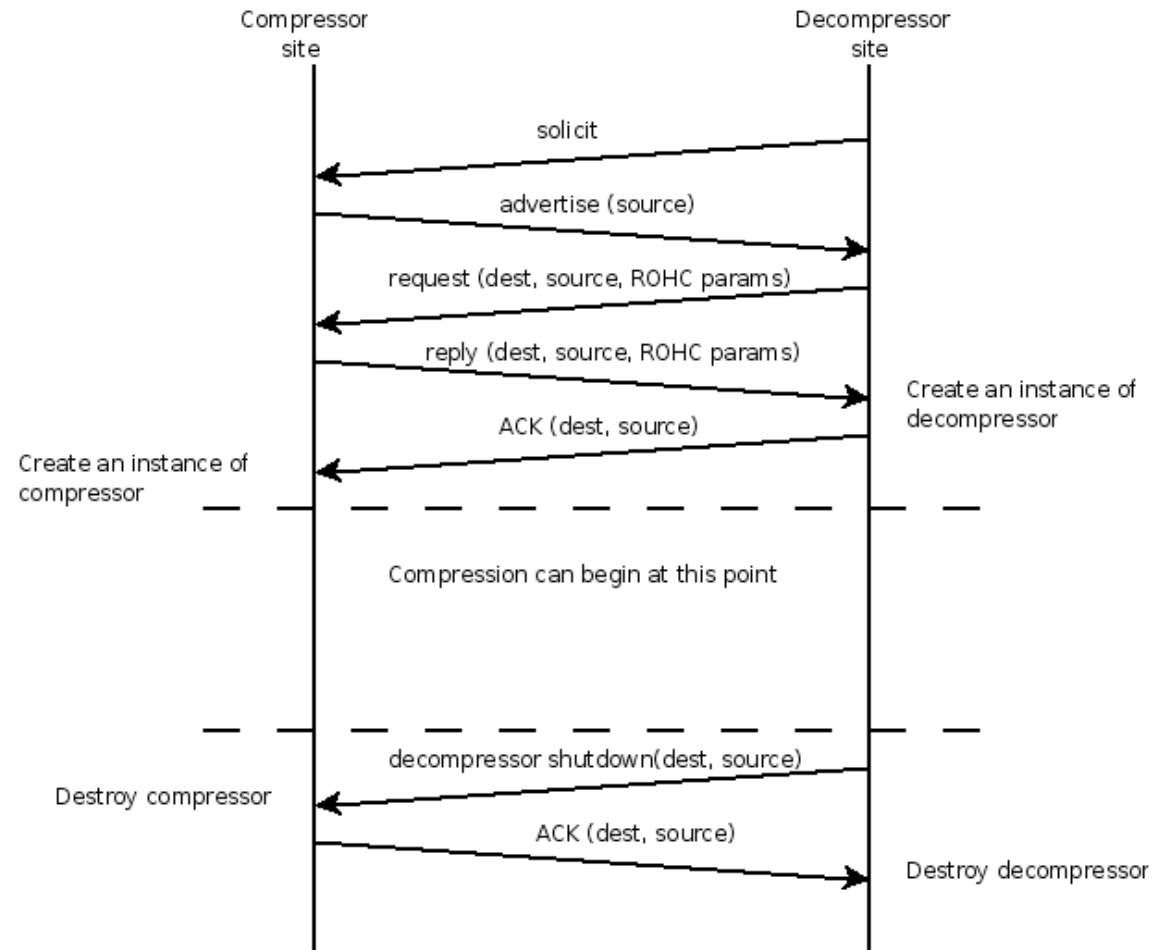 Compressor
site
Decompressor
site
solicit
advertise (source)
request (dest, source, ROHC params)
reply (dest, source, ROHC params)
Create an instance of
decompressor
ACK (dest, source)
Create an instance of
compressor
Compression can begin at this point
decompressor shutdown(dest, source)
Destroy compressor
ACK (dest, source)
Destroy decompressor